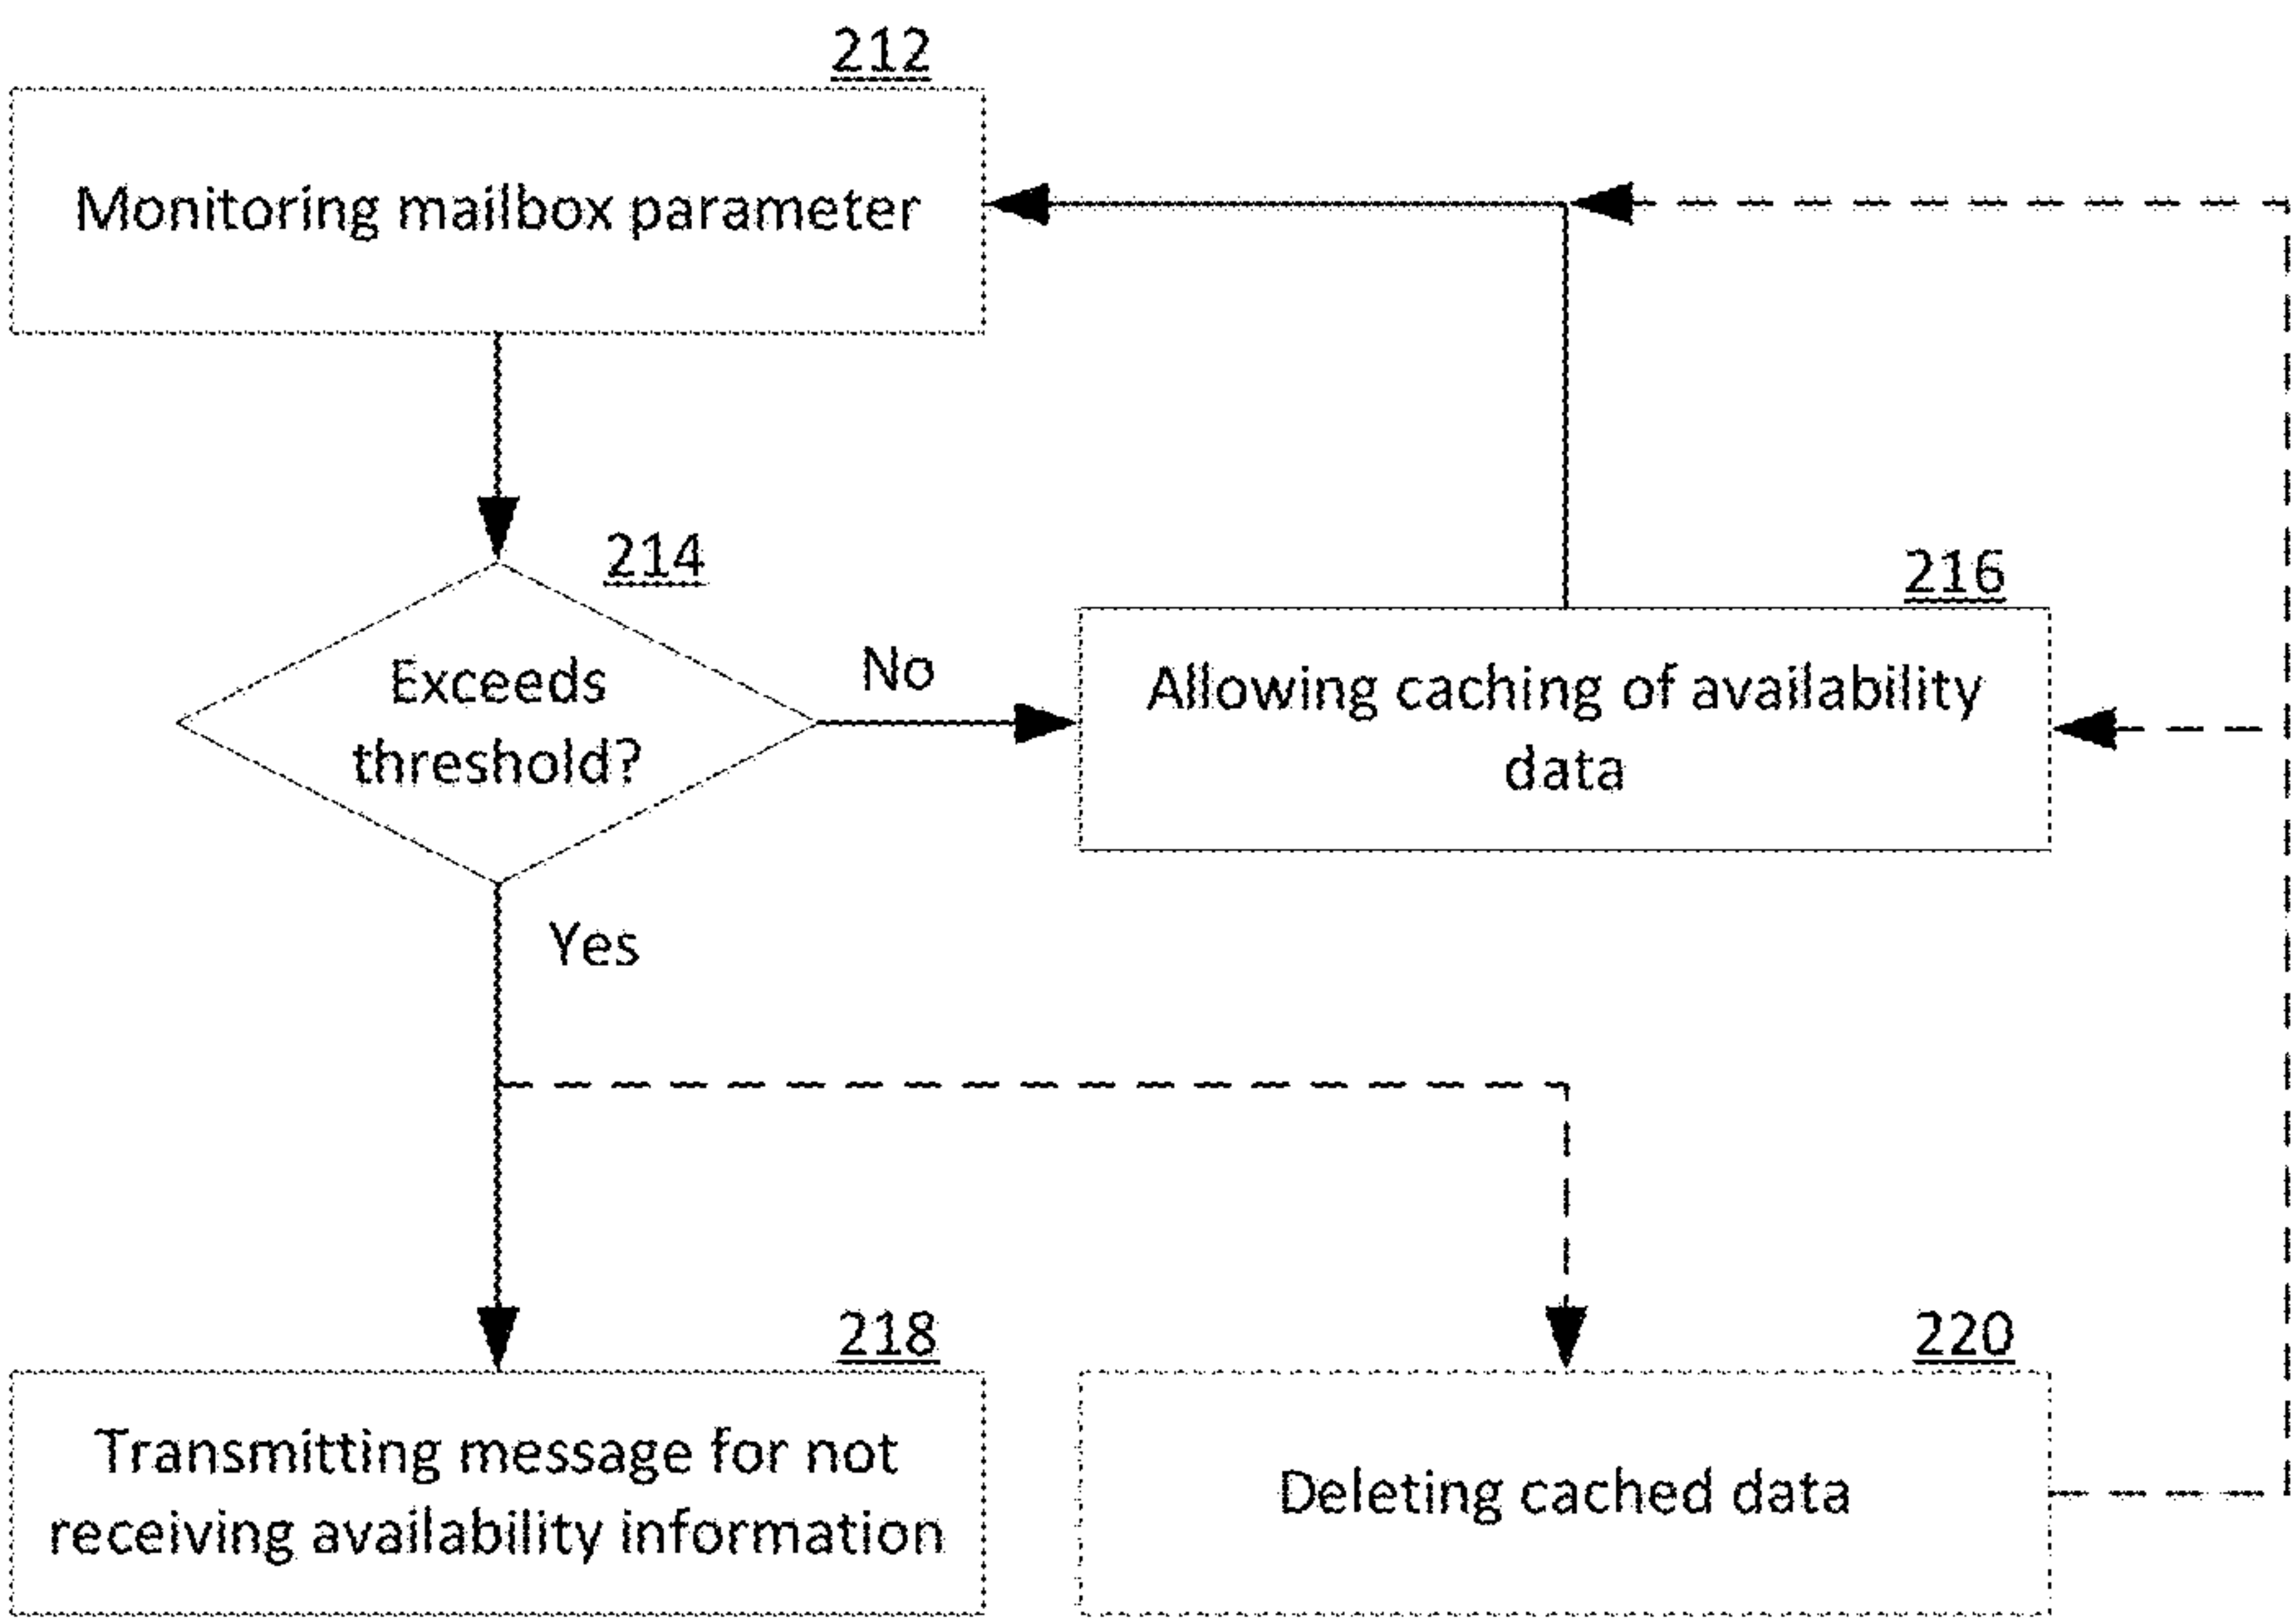 212
Monitoring mailbox parameter
214
Exceeds
threshold?
No
216
Allowing caching of availability
data
Yes
218
Transmitting message for not
receiving availability information
220
Deleting cached data